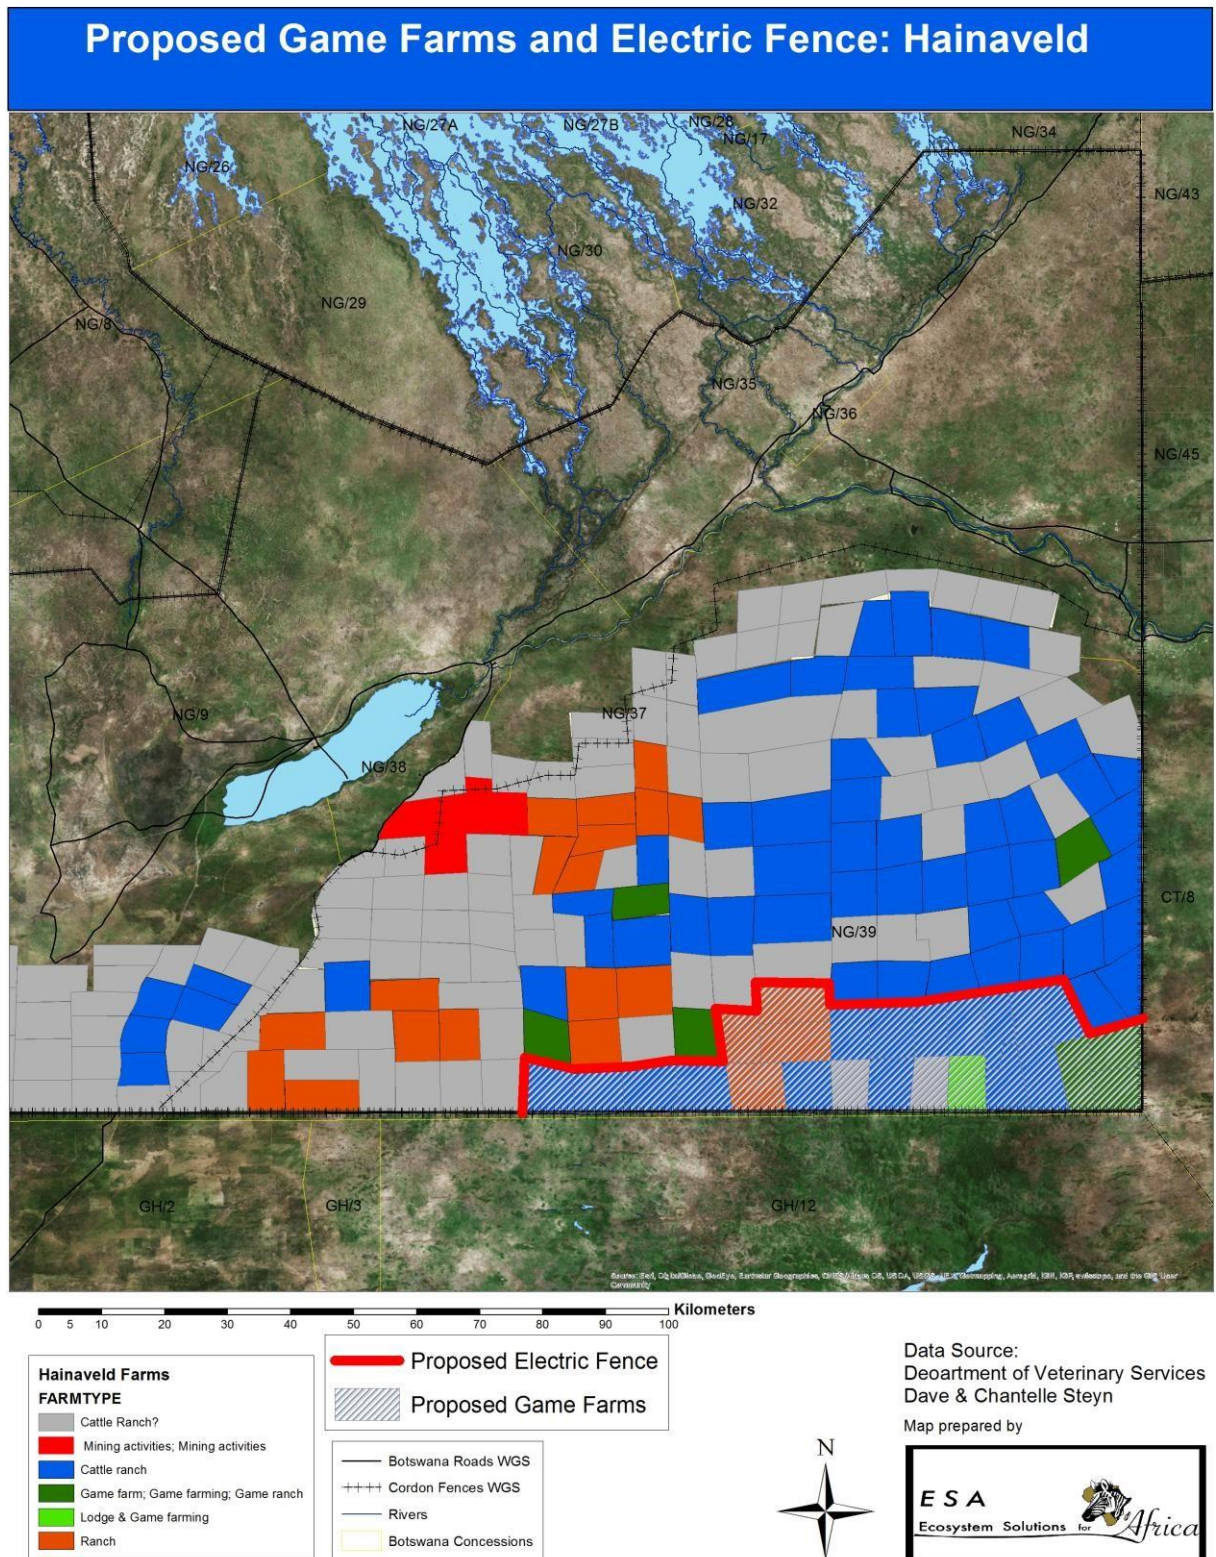 Proposed Game Farms and Electric Fence: Hainaveld
NG/27A
NG/27B
NG/28
NG/17
NG/34
NG/26
NG/43
NG/32
NG/30
NG/29
NG/8
NG/35
NG/36
NG/45
NG/9
NG/37
NG/38
CT/8
NG/39
GH/2
GH/3
GH/12
Community
Kilometers
0 5 10 20 30 40 50 60 70 80 90 100
Hainaveld Farms
FARMTYPE
Cattle Ranch?
Mining activities; Mining activities
Cattle ranch
Game farm; Game farming; Game ranch
Lodge & Game farming
Ranch
Proposed Electric Fence
Proposed Game Farms
Botswana Roads WGS
Cordon Fences WGS
Rivers
Botswana Concessions
N
Data Source:
Deoartment of Veterinary Services
Dave & Chantelle Steyn
Map prepared by
ESA
Ecosystem Solutions for Africa